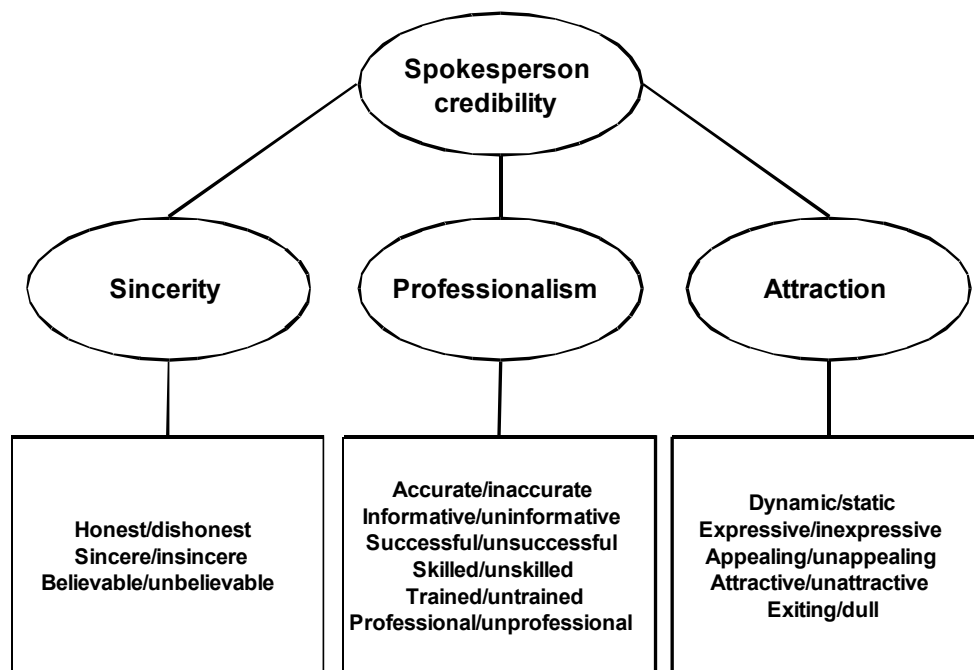 Spokesperson
credibility
Sincerity
Professionalism
Attraction
Honest/dishonest
Sincere/insincere
Believable/unbelievable
Accurate/inaccurate
Informative/uninformative
Successful/unsuccessful
Skilled/unskilled
Trained/untrained
Professional/unprofessional
Dynamic/static
Expressive/inexpressive
Appealing/unappealing
Attractive/unattractive
Exiting/dull